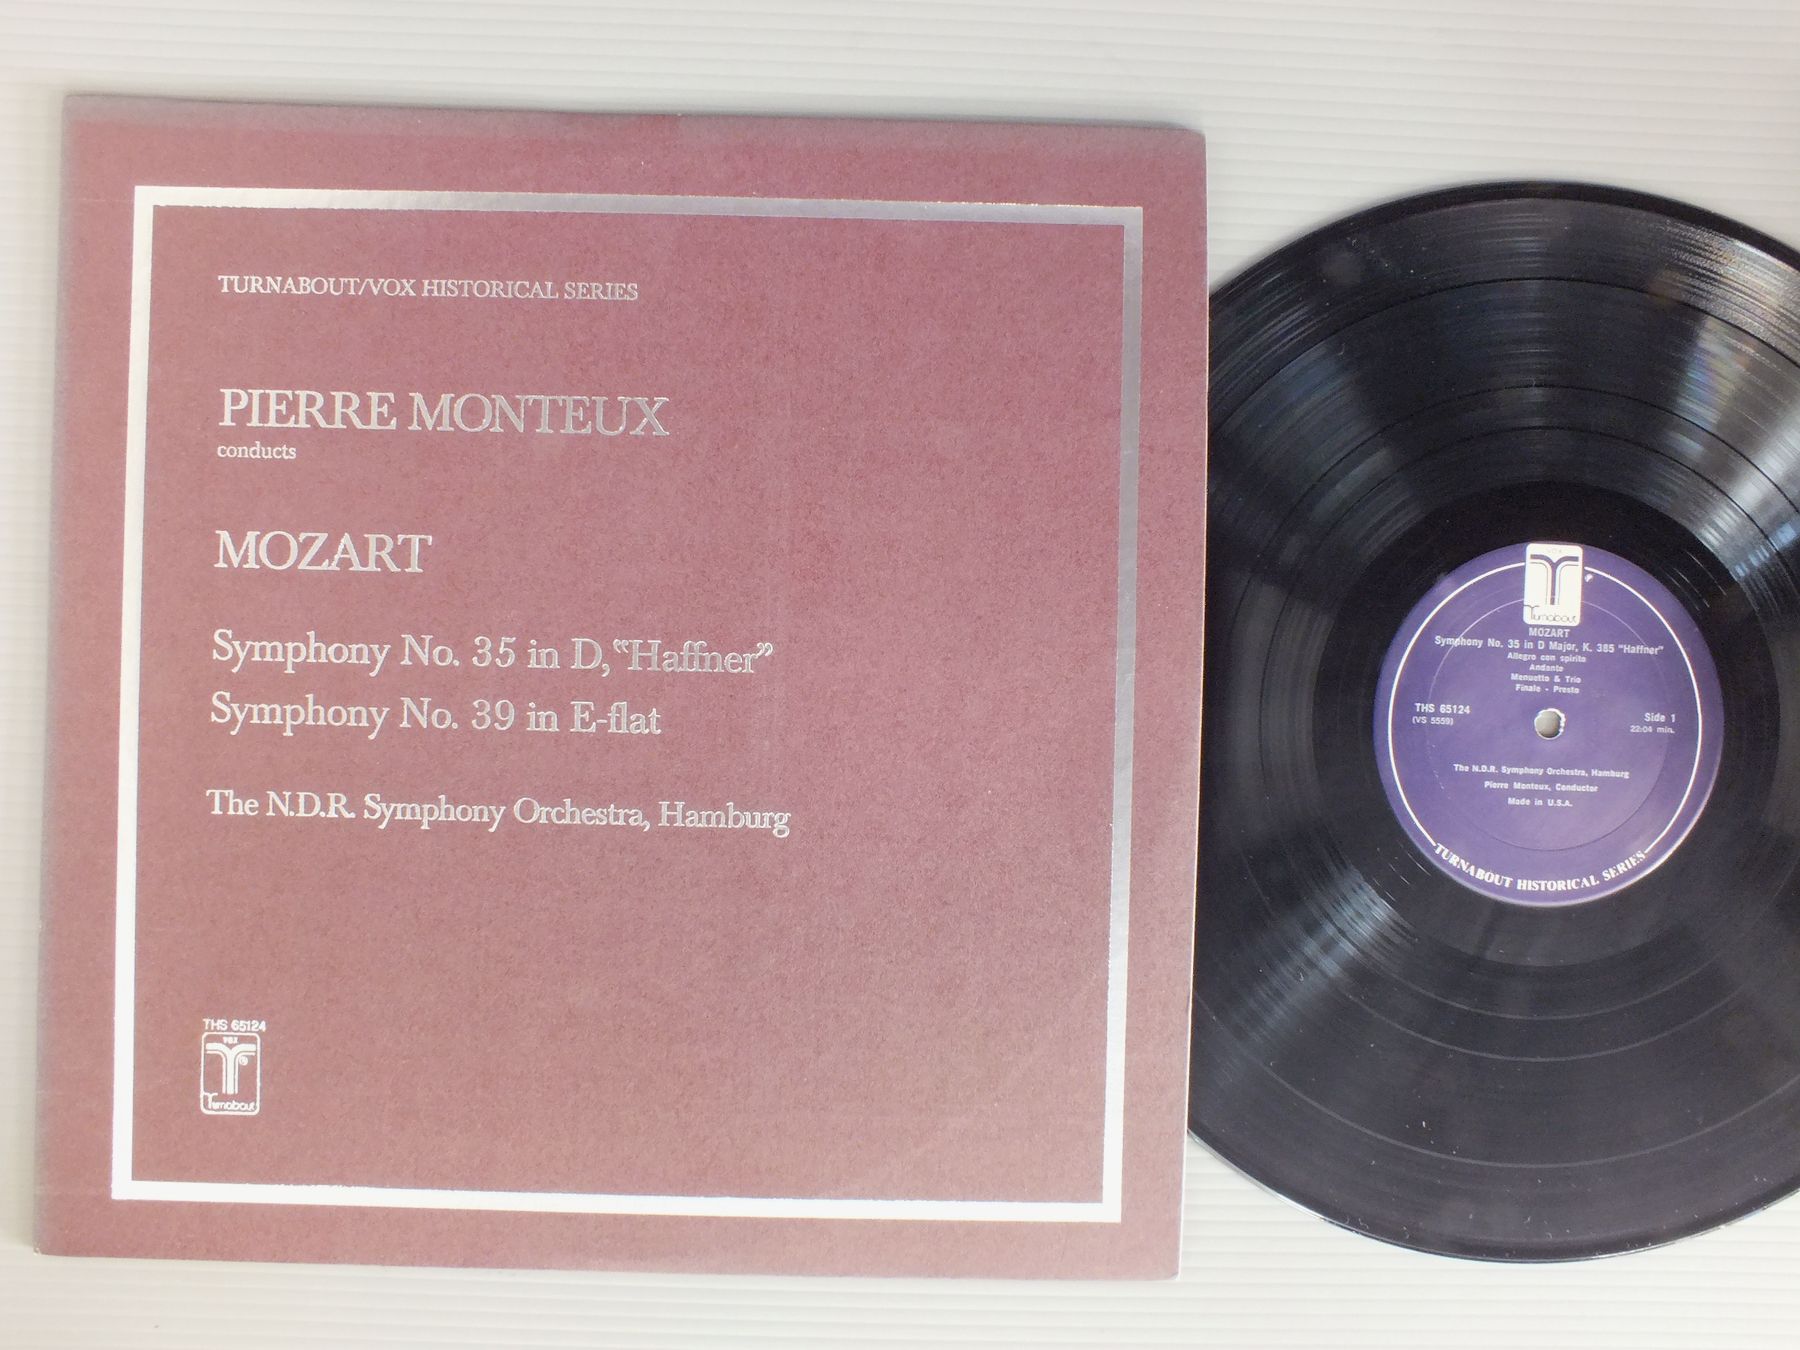 TURNABOUT/VOX HISTORICAL SERIES
PIERRE MONTEUX
conducts
MOZART
Symphony No. 35 in D, "Haffner"
Symphony No. 39 in E-flat
The N.D.R. Symphony Orchestra, Hamburg
THS 65124
VOX
Turnabout
VOX
Turnabout
MOZART
Symphony No. 35 in D Major, K. 385 "Haffner"
Allegro con spirito
Andante
Menuetto & Trio
Finale - Presto
THS 65124
(VS 5559)
Side 1
22:04 min.
The N.D.R. Symphony Orchestra, Hamburg
Pierre Monteux, Conductor
Made in U.S.A.
TURNABOUT HISTORICAL SERIES